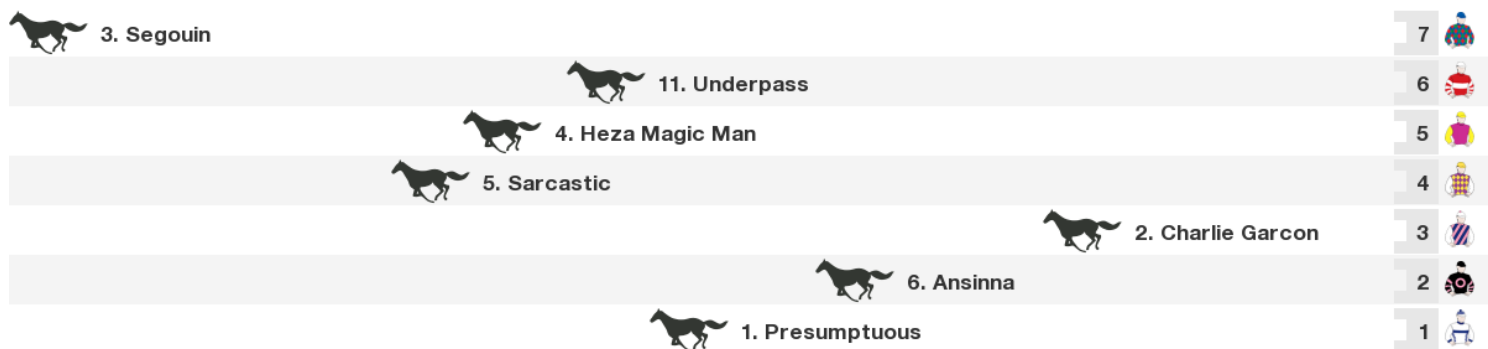 3. Segouin 7
11. Underpass 6
4. Heza Magic Man 5
5. Sarcastic 4
2. Charlie Garcon 3
6. Ansinna 2
1. Presumptuous 1